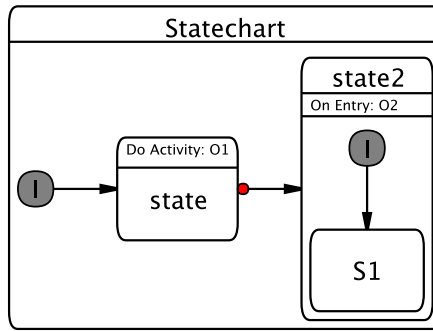 Statechart
state2
On Entry: O2
Do Activity: O1
I
I
state
S1